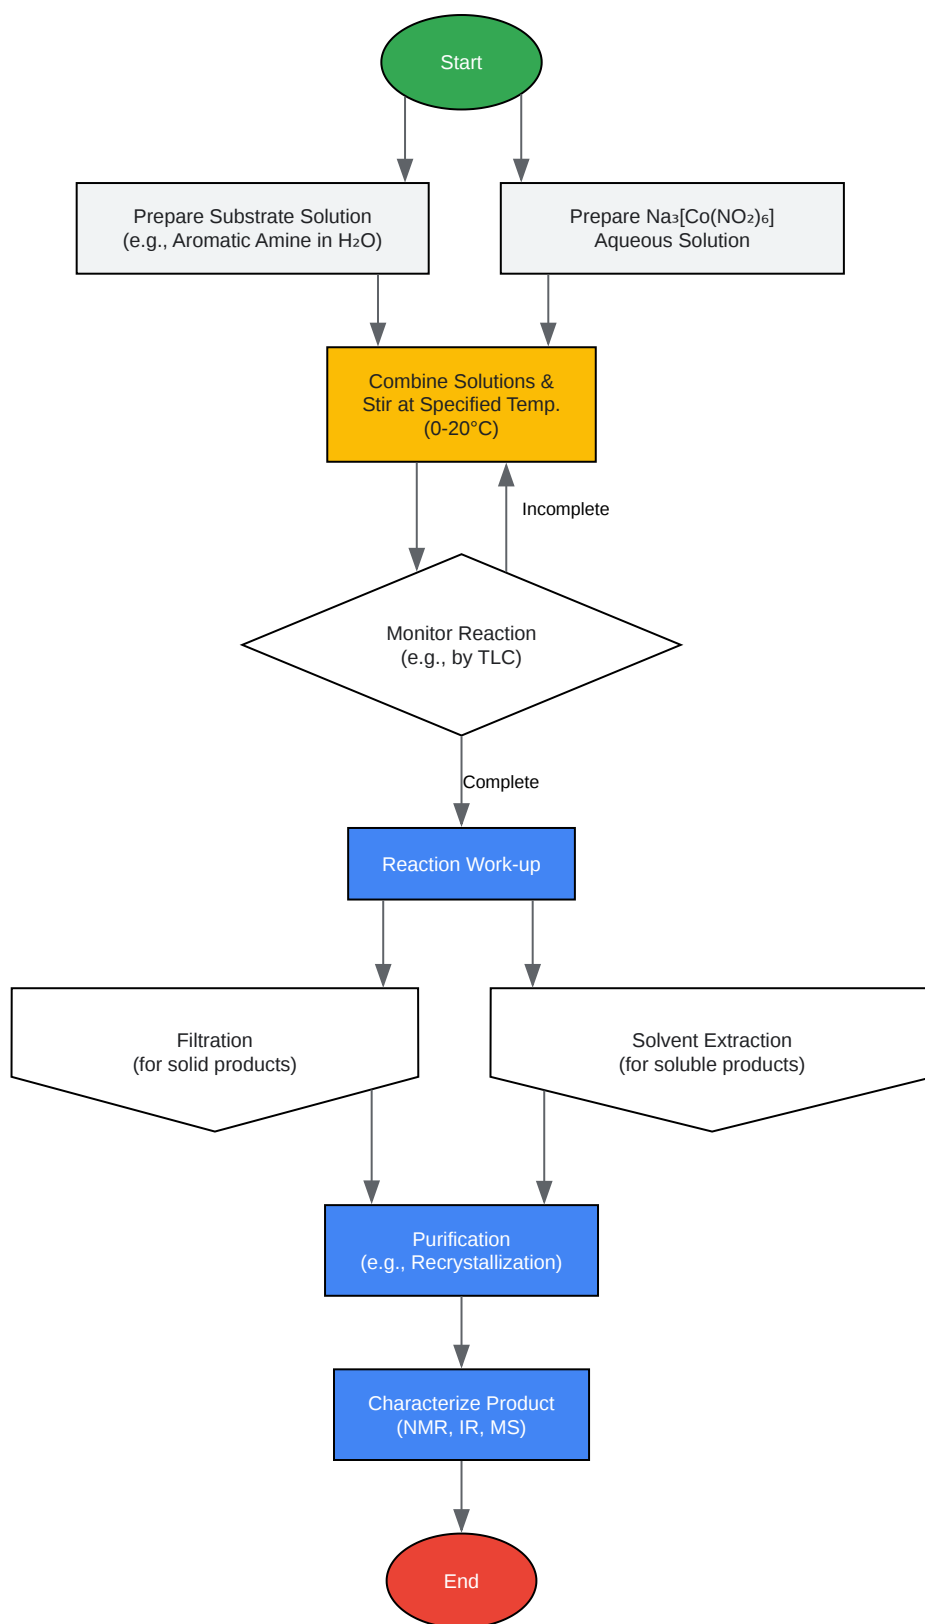 Start
Prepare Substrate Solution
(e.g., Aromatic Amine in H₂O)
Prepare Na₃[Co(NO₂)₆]
Aqueous Solution
Combine Solutions &
Stir at Specified Temp.
(0-20°C)
Incomplete
Monitor Reaction
(e.g., by TLC)
Complete
Reaction Work-up
Filtration
(for solid products)
Solvent Extraction
(for soluble products)
Purification
(e.g., Recrystallization)
Characterize Product
(NMR, IR, MS)
End